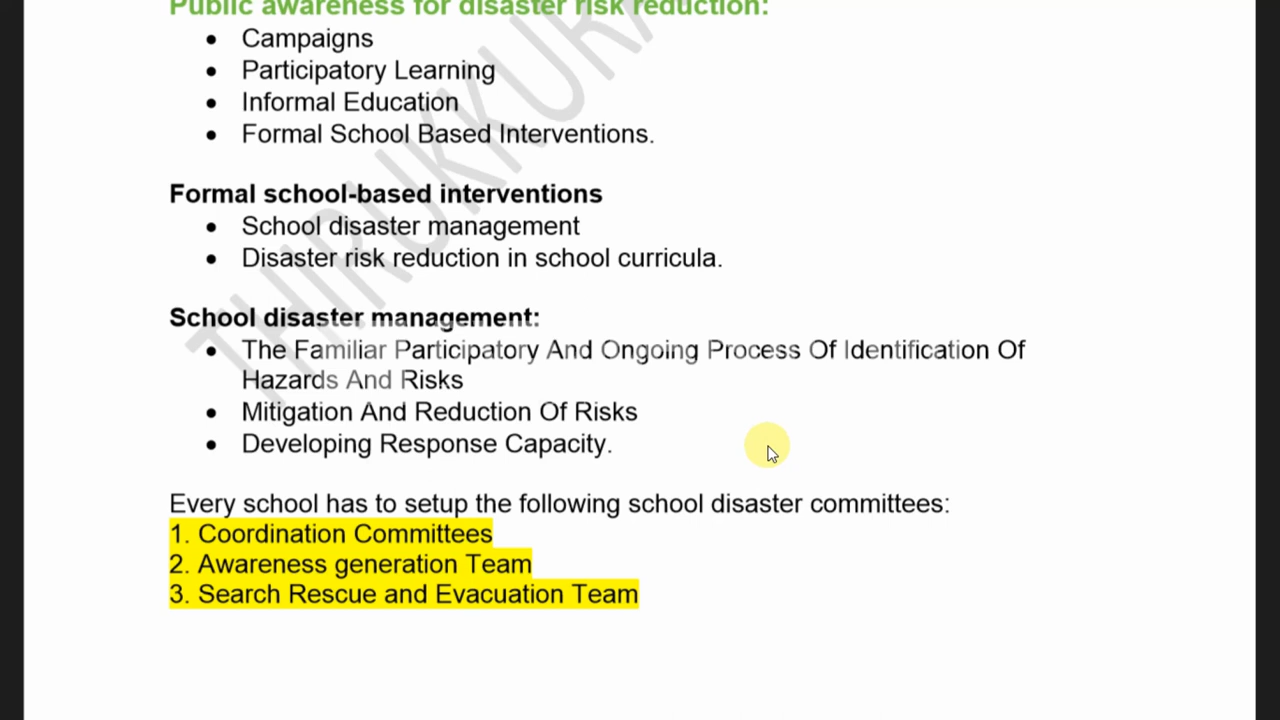 Public awareness for disaster risk reduction:
• Campaigns
• Participatory Learning
• Informal Education
• Formal School Based Interventions.
Formal school-based interventions
• School disaster management
• Disaster risk reduction in school curricula.
School disaster management:
• The Familiar Participatory And Ongoing Process Of Identification Of
Hazards And Risks
• Mitigation And Reduction Of Risks
• Developing Response Capacity.
Every school has to setup the following school disaster committees:
1. Coordination Committees
2. Awareness generation Team
3. Search Rescue and Evacuation Team